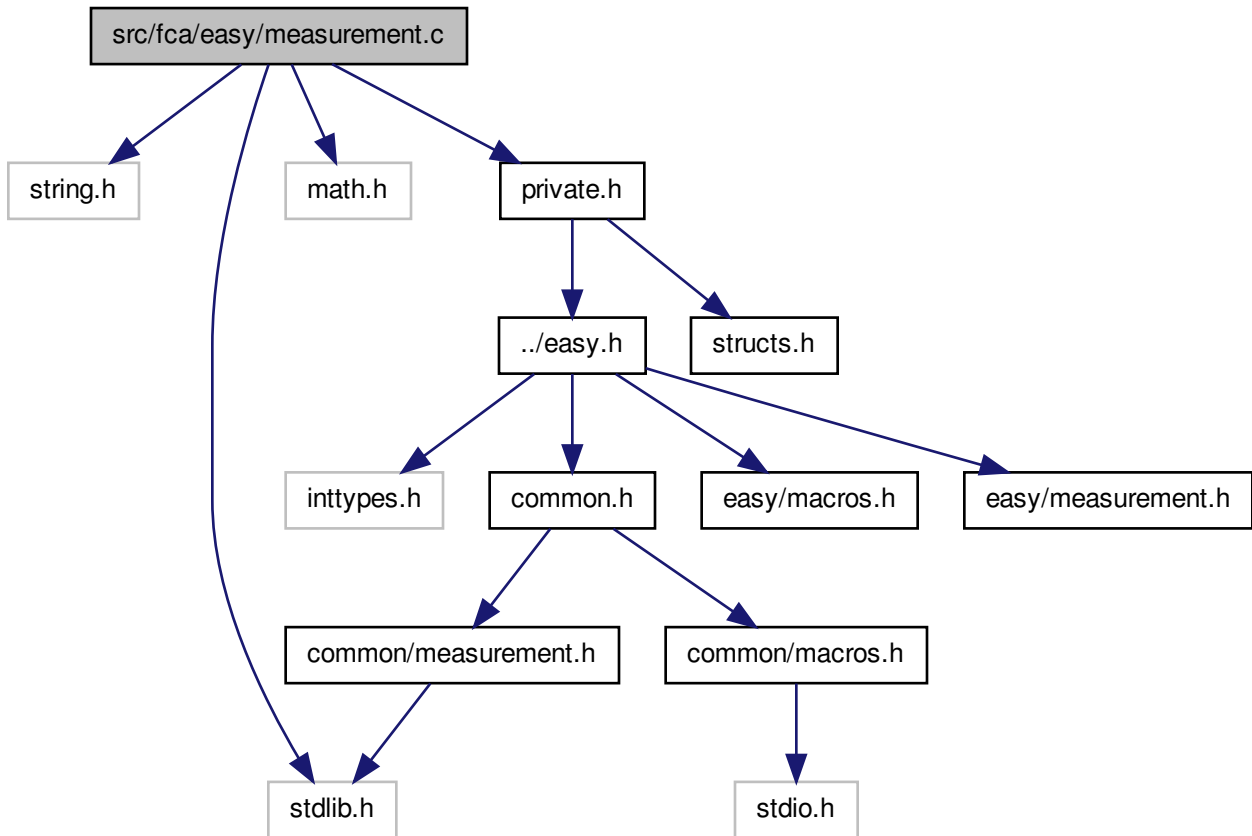 src/fca/easy/measurement.c
string.h
math.h
private.h
../easy.h
structs.h
inttypes.h
common.h
easy/macros.h
easy/measurement.h
common/measurement.h
common/macros.h
stdlib.h
stdio.h